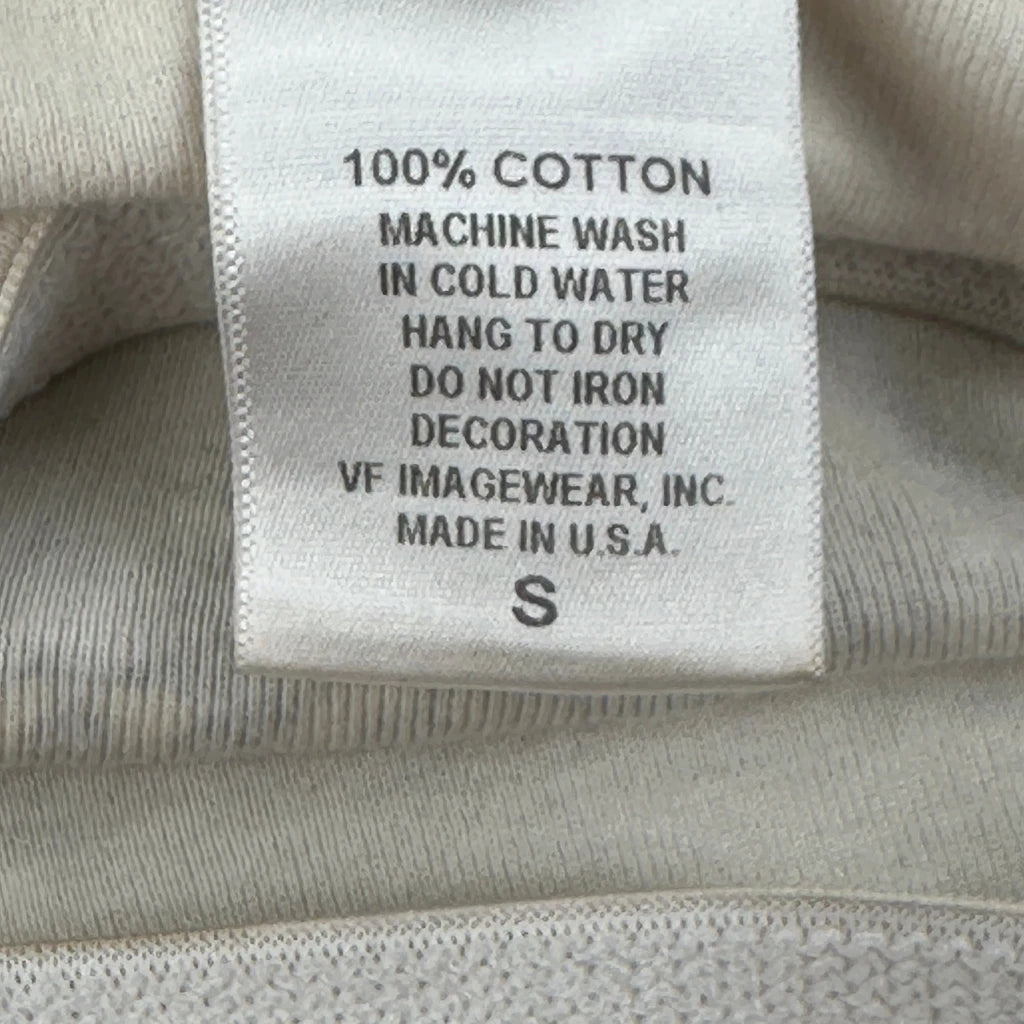 100% COTTON
MACHINE WASH
IN COLD WATER
HANG TO DRY
DO NOT IRON
DECORATION
VF IMAGEWEAR, INC.
MADE IN U.S.A.
S